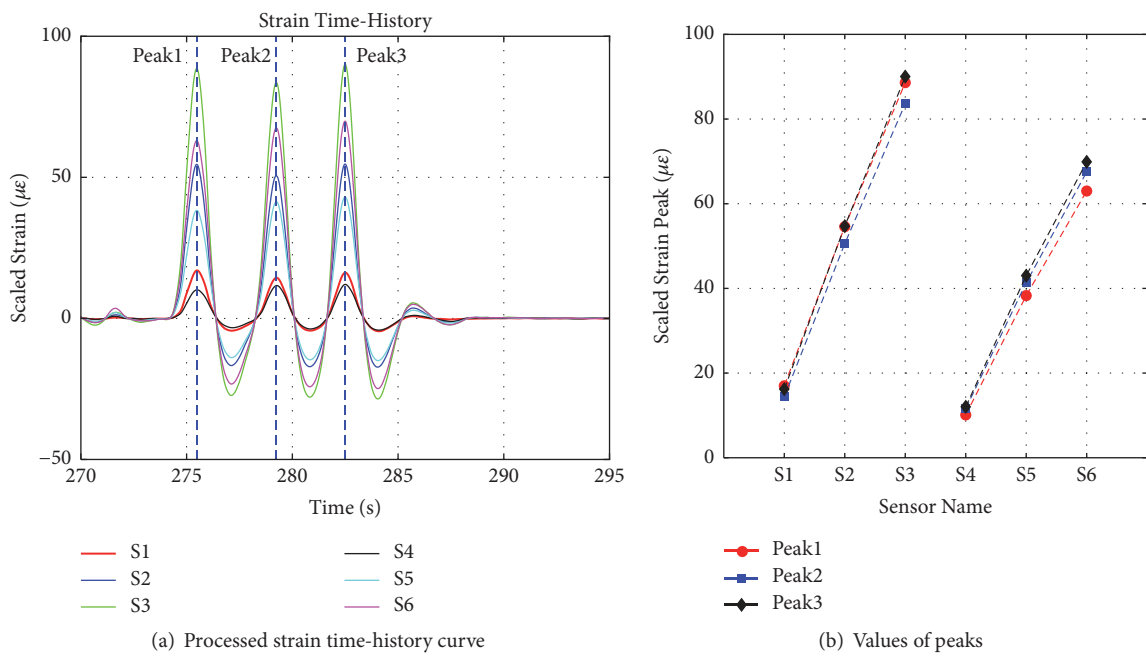 Strain Time-History
100
50
0
−50
Peak1
Peak2
Peak3
Scaled Strain (με)
270
275
280
285
290
295
Time (s)
S1
S2
S3
S4
S5
S6
(a) Processed strain time-history curve
100
80
60
40
20
0
Scaled Strain Peak (με)
S1
S2
S3
S4
S5
S6
Sensor Name
Peak1
Peak2
Peak3
(b) Values of peaks